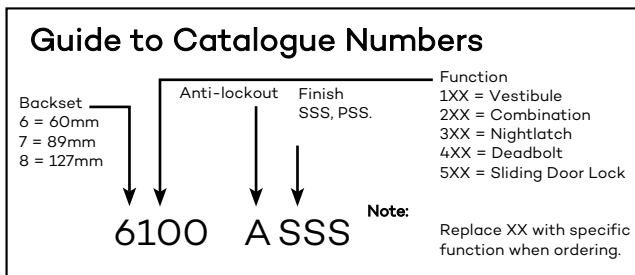 Guide to Catalogue Numbers
Backset
6 = 60mm
7 = 89mm
8 = 127mm
Anti-lockout
Finish
SSS, PSS.
Function
1XX = Vestibule
2XX = Combination
3XX = Nightlatch
4XX = Deadbolt
5XX = Sliding Door Lock
6100 A SSS
Note:
Replace XX with specific
function when ordering.